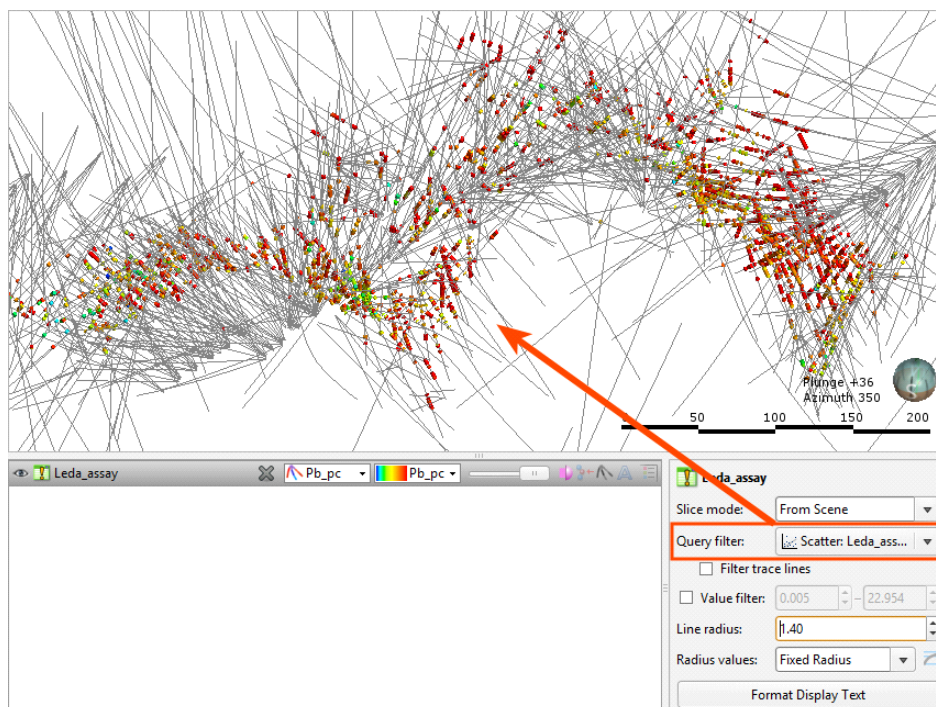 Plunge +36
Azimuth 350
0 50 100 150 200
Leda_assay
Pb_pc
Pb_pc
Leda_assay
Slice mode: From Scene
Query filter: Scatter: Leda_ass...
Filter trace lines
Value filter: 0.005 – 22.954
Line radius: 1.40
Radius values: Fixed Radius
Format Display Text